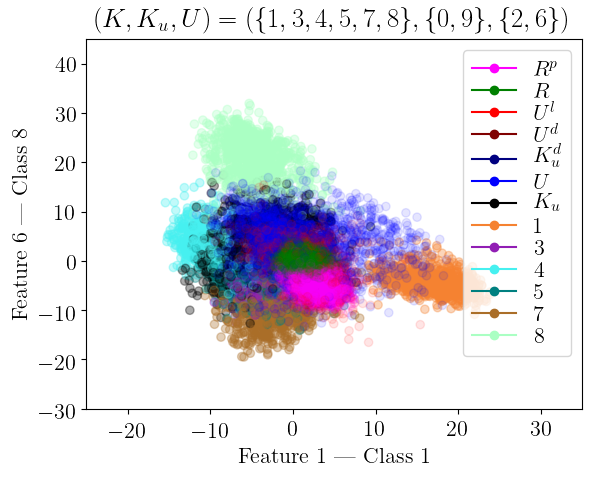 (K, K_u, U) = ({1, 3, 4, 5, 7, 8}, {0, 9}, {2, 6})
40
30
20
10
0
−10
−20
−30
−20
−10
0
10
20
30
Feature 6 — Class 8
Feature 1 — Class 1
R^p
R
U^l
U^d
K_u^d
U
K_u
1
3
4
5
7
8